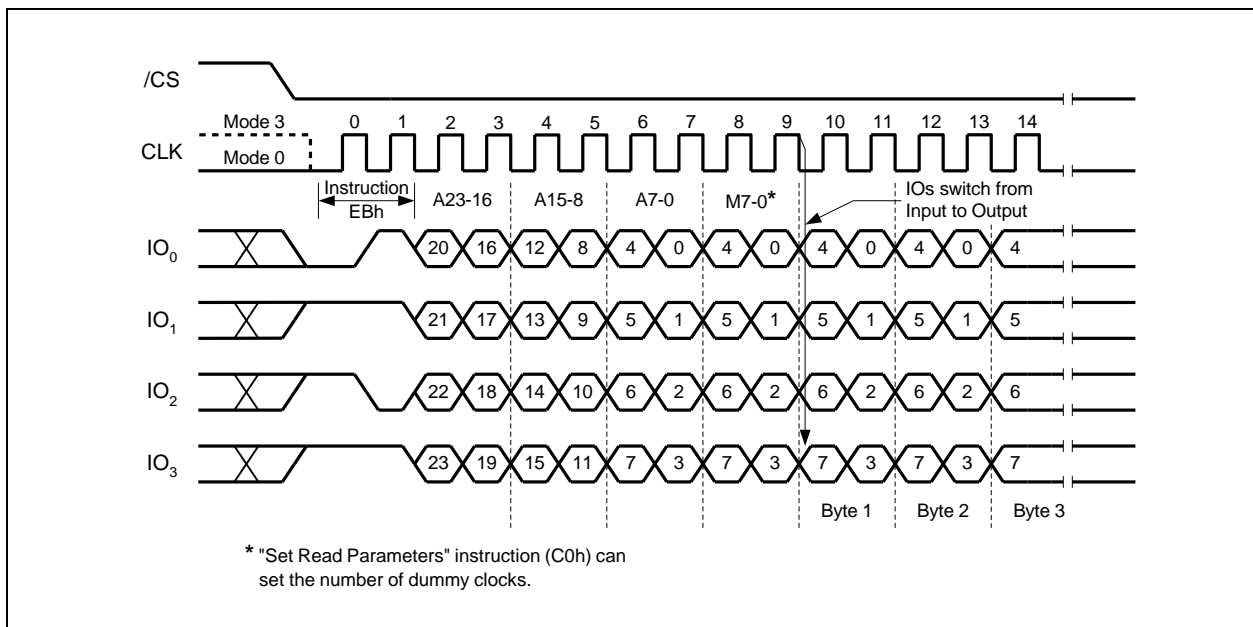 /CS
Mode 3 0 1 2 3 4 5 6 7 8 9 10 11 12 13 14
CLK Mode 0
Instruction
EBh A23-16 A15-8 A7-0 M7-0*
IOs switch from
Input to Output
IO0 20 16 12 8 4 0 4 0 4 0 4 0 4
IO1 21 17 13 9 5 1 5 1 5 1 5 1 5
IO2 22 18 14 10 6 2 6 2 6 2 6 2 6
IO3 23 19 15 11 7 3 7 3 7 3 7 3 7
Byte 1 Byte 2 Byte 3
* "Set Read Parameters" instruction (C0h) can
set the number of dummy clocks.